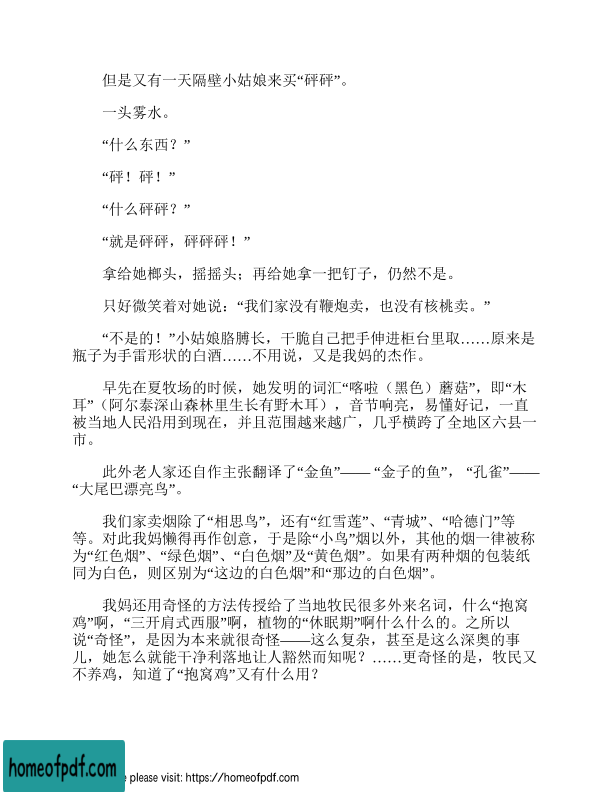 但是又有一天隔壁小姑娘来买“砰砰”。
一头雾水。
“什么东西？”
“砰！砰！”
“什么砰砰？”
“就是砰砰，砰砰砰！”
拿给她榔头，摇摇头；再给她拿一把钉子，仍然不是。
只好微笑着对她说：“我们家没有鞭炮卖，也没有核桃卖。”
“不是的！”小姑娘胳膊长，干脆自己把手伸进柜台里取……原来是
瓶子为手雷形状的白酒……不用说，又是我妈的杰作。
早先在夏牧场的时候，她发明的词汇“喀啦（黑色）蘑菇”，即“木
耳”（阿尔泰深山森林里生长有野木耳），音节响亮，易懂好记，一直
被当地人民沿用到现在，并且范围越来越广，几乎横跨了全地区六县一
市。
此外老人家还自作主张翻译了“金鱼”—— “金子的鱼”， “孔雀”——
“大尾巴漂亮鸟”。
我们家卖烟除了“相思鸟”，还有“红雪莲”、“青城”、“哈德门”等
等。对此我妈懒得再作创意，于是除“小鸟”烟以外，其他的烟一律被称
为“红色烟”、“绿色烟”、“白色烟”及“黄色烟”。如果有两种烟的包装纸
同为白色，则区别为“这边的白色烟”和“那边的白色烟”。
我妈还用奇怪的方法传授给了当地牧民很多外来名词，什么“抱窝
鸡”啊，“三开肩式西服”啊，植物的“休眠期”啊什么什么的。之所以
说“奇怪”，是因为本来就很奇怪——这么复杂，甚至是这么深奥的事
儿，她怎么就能干净利落地让人豁然而知呢？……更奇怪的是，牧民又
不养鸡，知道了“抱窝鸡”又有什么用？
homeofpdf.com
e please visit: https://homeofpdf.com